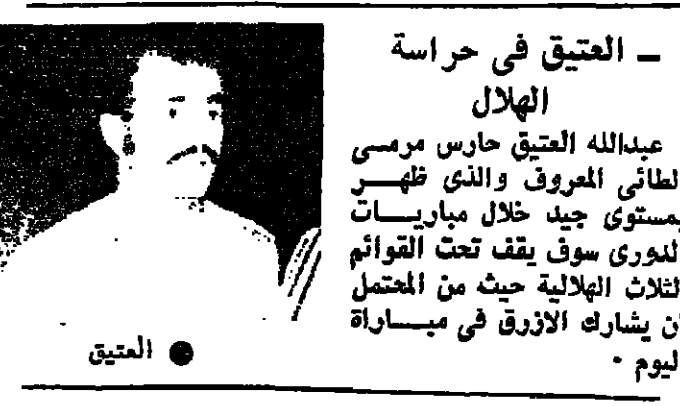 ـ العتيق فى حراسة
الهلال
عبدالله العتيق حارس مرمى
لطائى المعروف والذى ظهر
بمستوى جيد خلال مباريات
لدورى سوف يقف تحت القوائم
لثلاث الهلالية حيث من المحتمل
ن يشارك الازرق فى مباراة
ليوم .
● العتيق